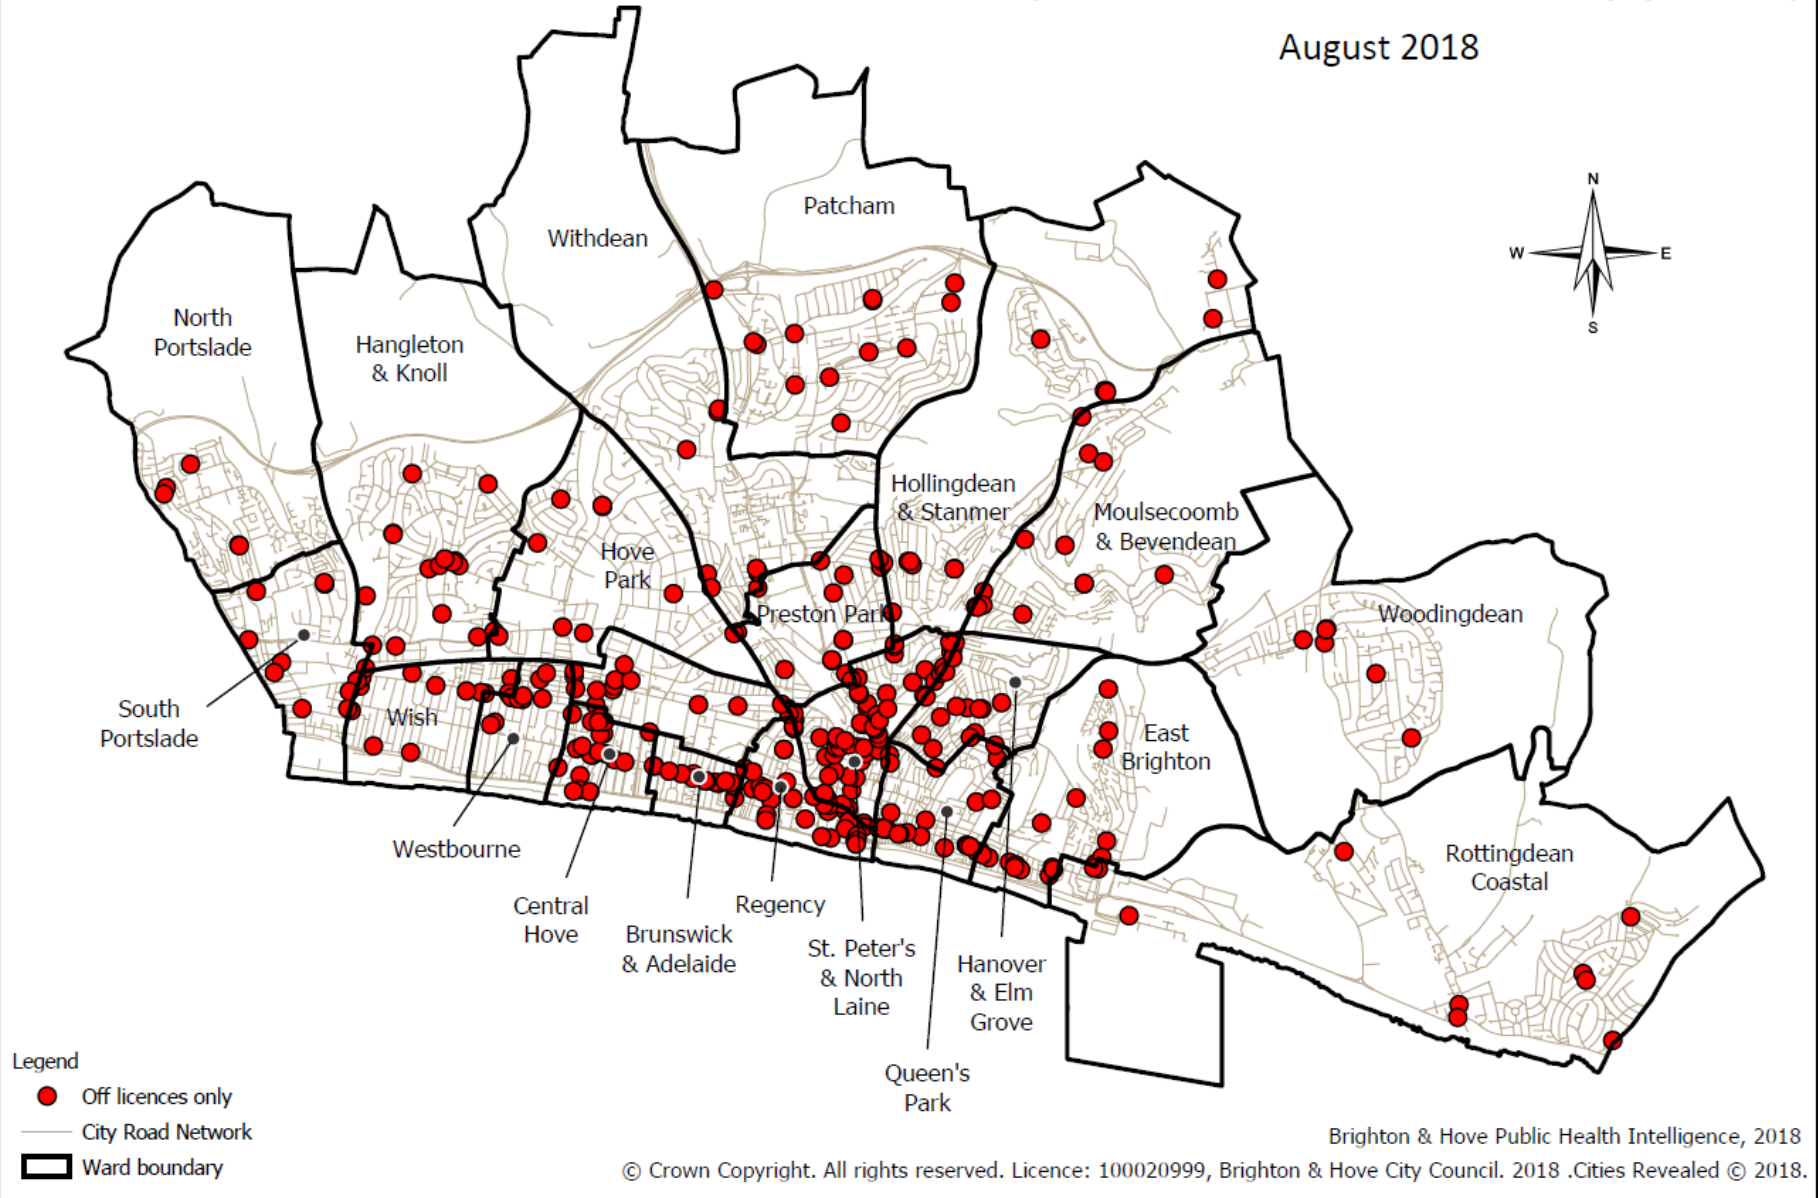 August 2018
N
W
E
S
Patcham
Withdean
North
Portslade
Hangleton
& Knoll
Hollingdean
& Stanmer
Moulsecoomb
& Bevendean
Hove
Park
Preston Park
Woodingdean
South
Portslade
Wish
East
Brighton
Westbourne
Rottingdean
Coastal
Central
Hove
Brunswick
& Adelaide
Regency
St. Peter's
& North
Laine
Hanover
& Elm
Grove
Queen's
Park
Legend
Off licences only
City Road Network
Ward boundary
Brighton & Hove Public Health Intelligence, 2018
© Crown Copyright. All rights reserved. Licence: 100020999, Brighton & Hove City Council. 2018 .Cities Revealed © 2018.